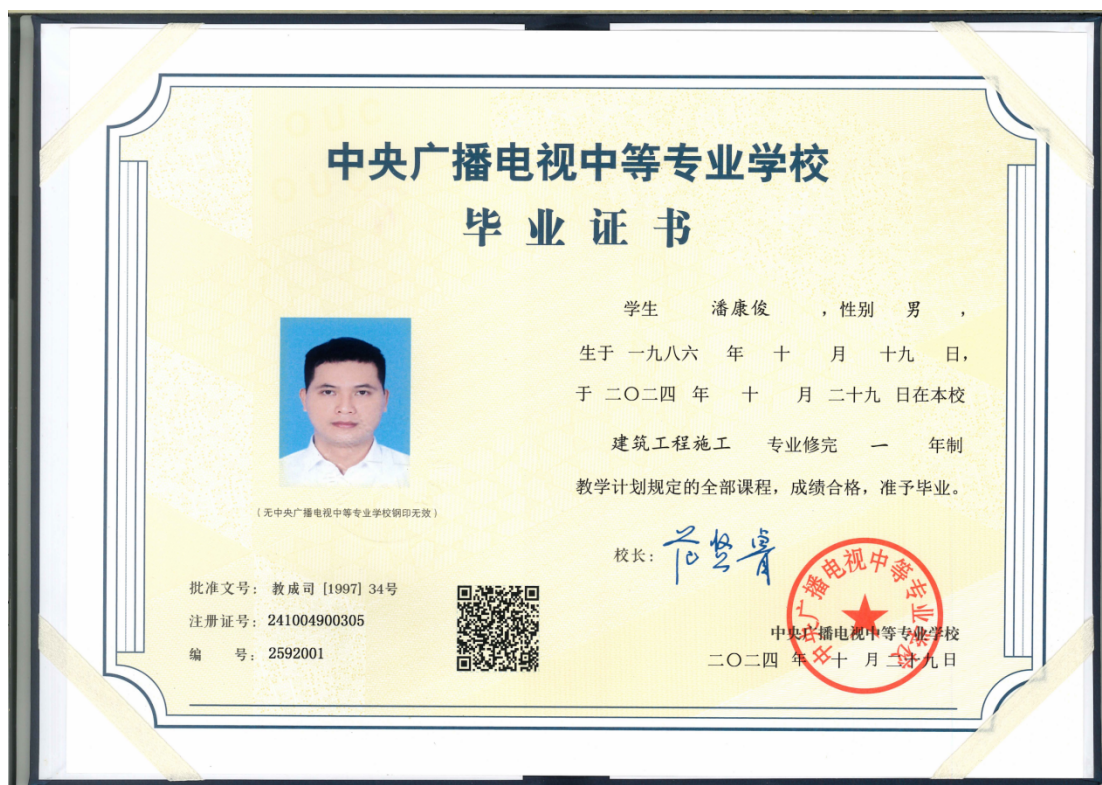 中央广播电视中等专业学校
毕业证书
学生 潘康俊 ，性别 男 ，
生于 一九八六 年 十 月 十九 日，
于 二〇二四 年 十 月 二十九 日在本校
建筑工程施工 专业修完 一 年制
教学计划规定的全部课程，成绩合格，准予毕业。
（无中央广播电视中等专业学校钢印无效）
校长：
批准文号： 教成司 [1997] 34号
注册证号：241004900305
编 号：2592001
中央广播电视中等专业学校
中央广播电视中等专业学校
二〇二四 年 十 月 二十九 日